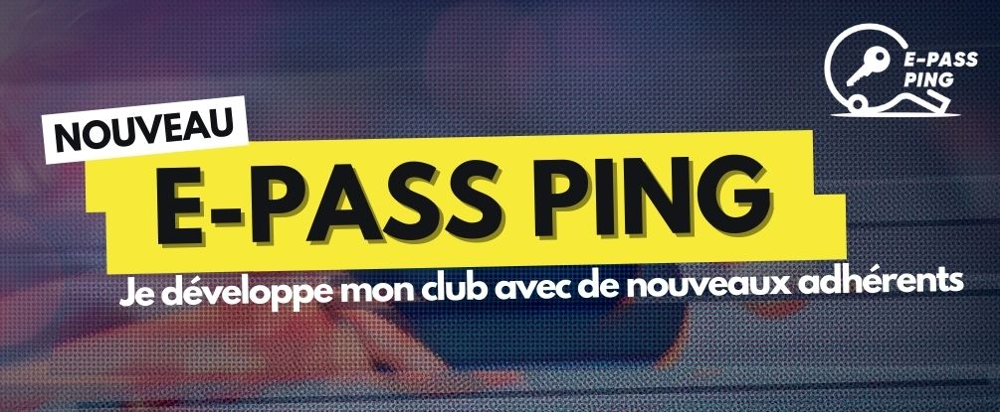 E-PASS
PING
NOUVEAU
E-PASS PING
Je développe mon club avec de nouveaux adhérents